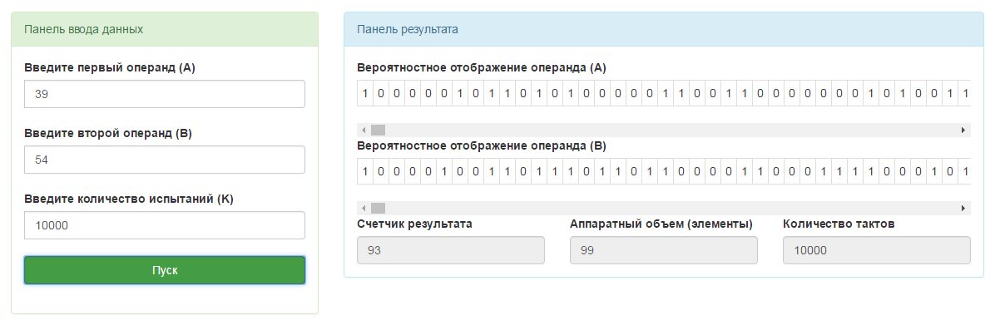 Панель ввода данных
Введите первый операнд (A)
39
Введите второй операнд (B)
54
Введите количество испытаний (K)
10000
Пуск
Панель результата
Вероятностное отображение операнда (A)
1 0 0 0 0 0 1 0 1 1 0 1 0 1 0 0 0 0 0 1 1 0 0 1 1 0 0 0 0 0 0 0 1 0 1 0 0 1 1
Вероятностное отображение операнда (B)
1 0 0 0 0 1 0 0 1 1 0 1 1 1 0 1 1 0 1 1 0 0 0 0 1 1 0 0 0 1 1 1 1 0 0 0 1 0 1
Счетчик результата Аппаратный объем (элементы) Количество тактов
93 99 10000